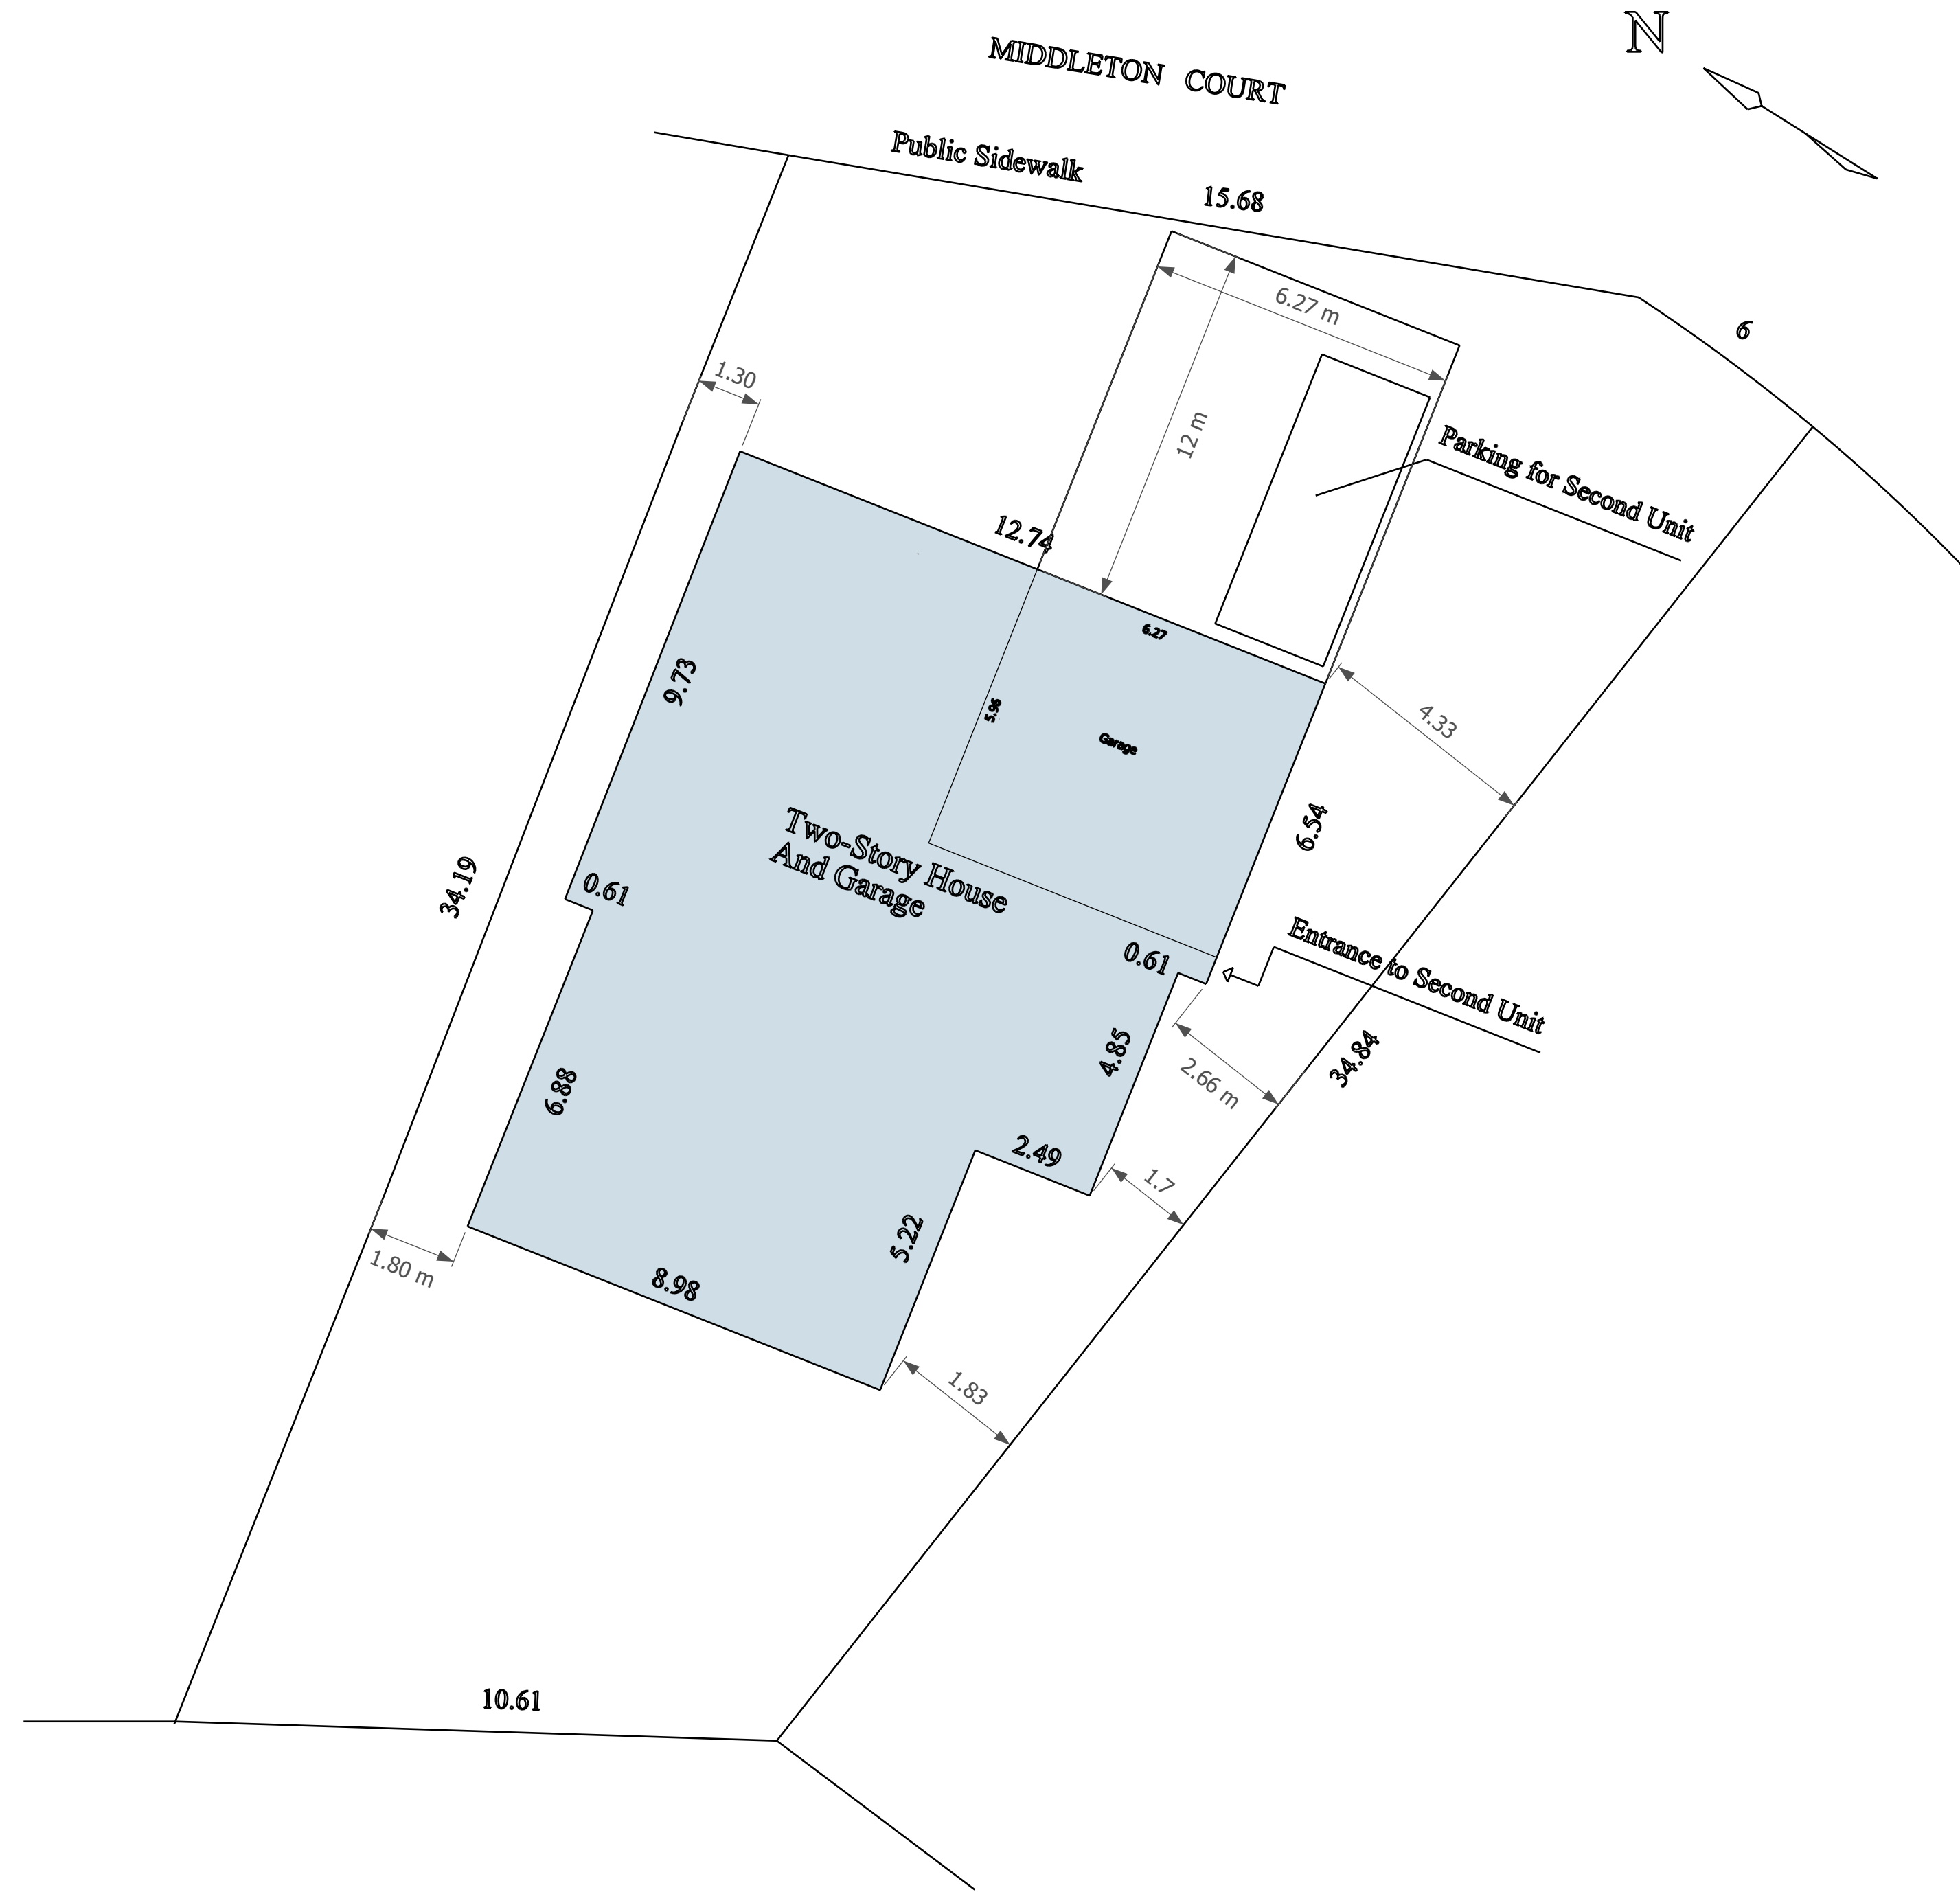 N
MIDDLETON COURT
Public Sidewalk
15.68
6.27 m
6
1.30
12 m
Parking for Second Unit
12.74
6.27
9.73
5.96
Garage
4.33
6.54
Two-Story House
And Garage
34.19
0.61
0.61
Entrance to Second Unit
4.85
2.66 m
34.84
6.88
2.49
1.7
5.22
1.80 m
8.98
1.83
10.61